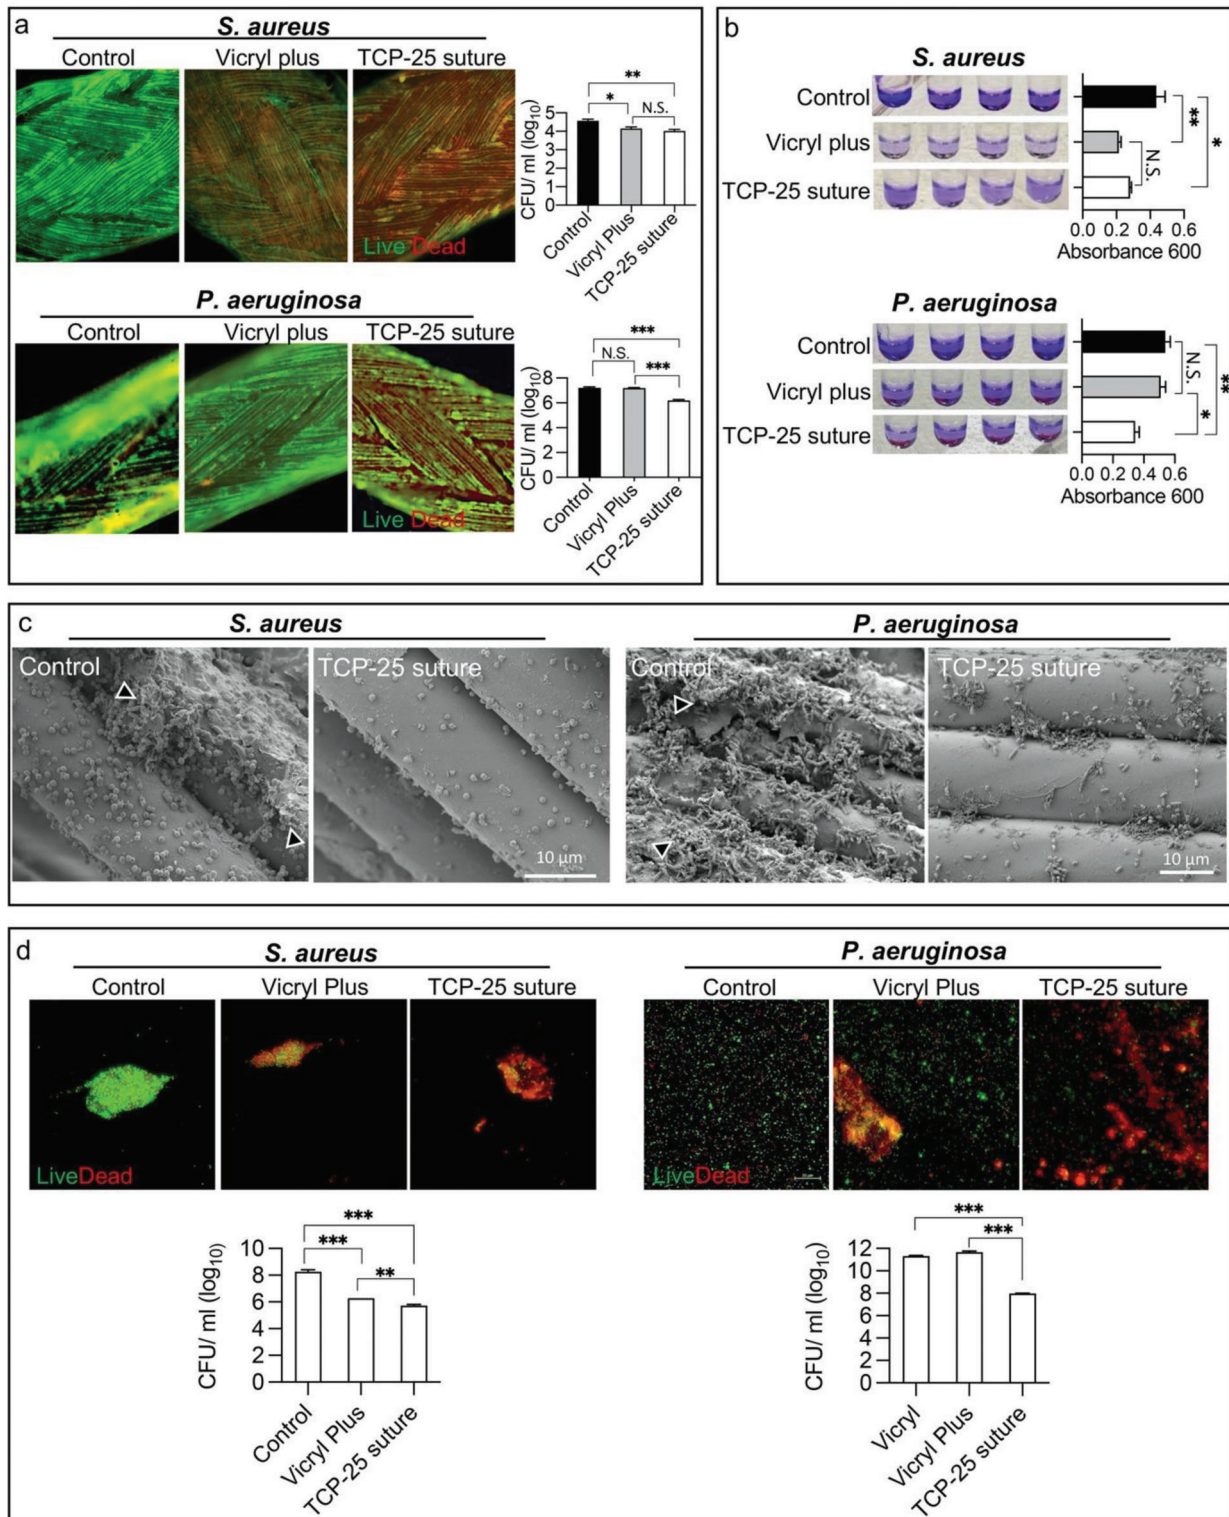 a
S. aureus
Control Vicryl plus TCP-25 suture
Live Dead
CFU/ ml (log10)
5
4
3
2
1
0
** 
* N.S.
Control
Vicryl Plus
TCP-25 suture
P. aeruginosa
Control Vicryl plus TCP-25 suture
Live Dead
CFU/ ml (log10)
8
6
4
2
0
***
N.S. ***
Control
Vicryl Plus
TCP-25 suture
b
S. aureus
Control
Vicryl plus
TCP-25 suture
**
N.S.
*
0.0 0.2 0.4 0.6
Absorbance 600
P. aeruginosa
Control
Vicryl plus
TCP-25 suture
N.S.
*
**
0.0 0.2 0.4 0.6
Absorbance 600
c
S. aureus
Control TCP-25 suture
10 μm
P. aeruginosa
Control TCP-25 suture
10 μm
d
S. aureus
Control Vicryl Plus TCP-25 suture
LiveDead
CFU/ ml (log10)
10
8
6
4
2
0
***
***
**
Control
Vicryl Plus
TCP-25 suture
P. aeruginosa
Control Vicryl Plus TCP-25 suture
LiveDead
CFU/ ml (log10)
12
10
8
6
4
2
0
***
***
Vicryl
Vicryl Plus
TCP-25 suture